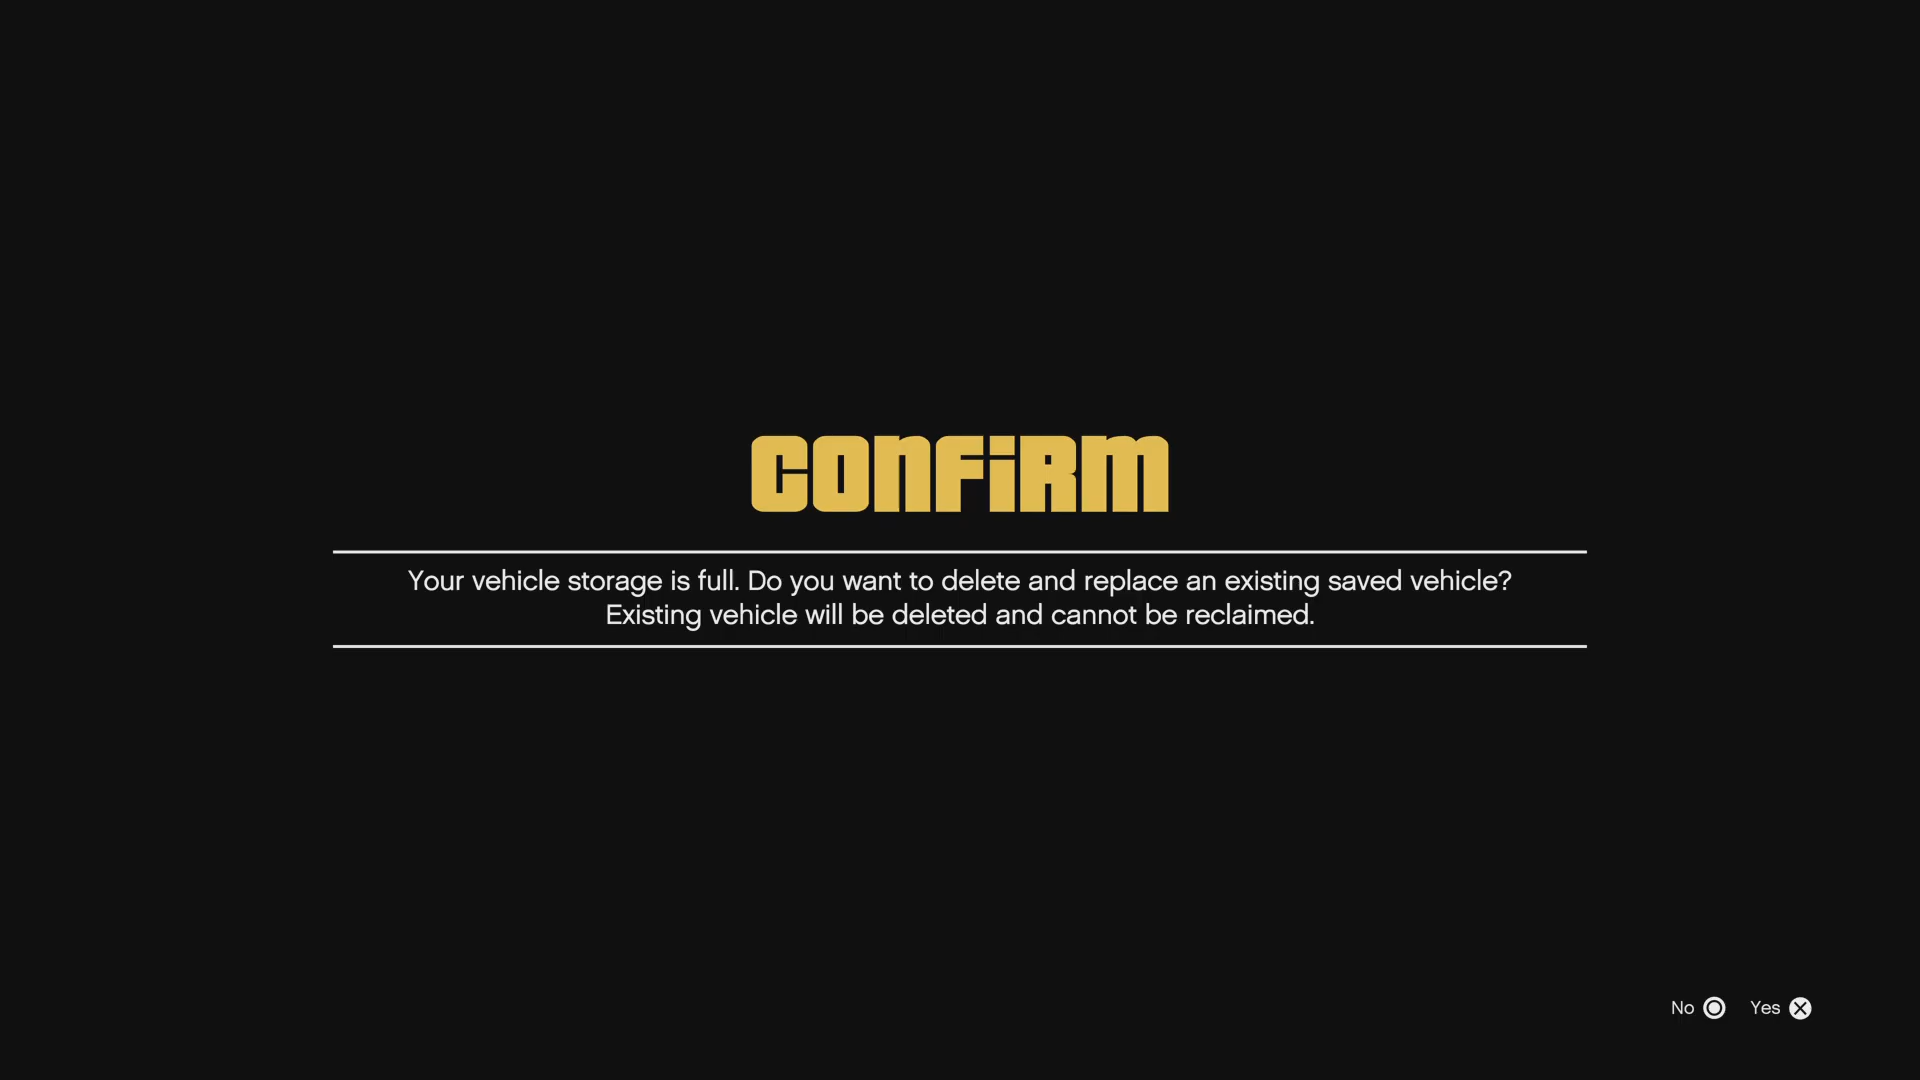 CONFIRM
Your vehicle storage is full. Do you want to delete and replace an existing saved vehicle?
Existing vehicle will be deleted and cannot be reclaimed.
No Yes